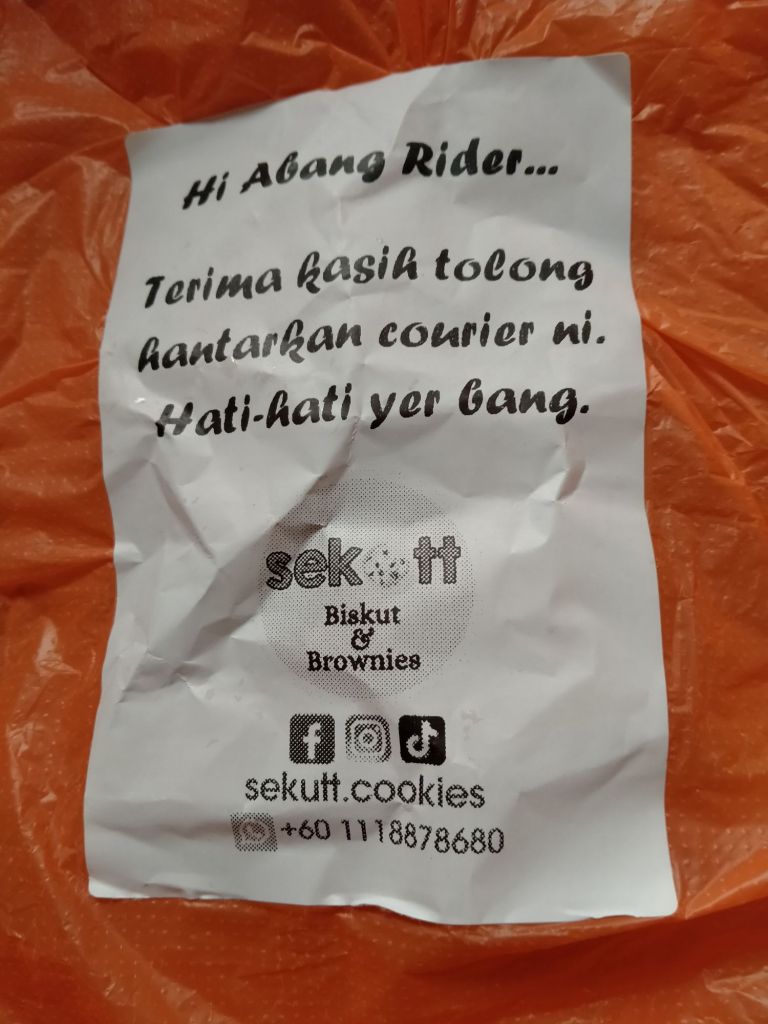 Hi Abang Rider...
Terima kasih tolong
hantarkan courier ni.
Hati-hati yer bang.
sekutt
Biskut
&
Brownies
sekutt.cookies
+60 1118878680